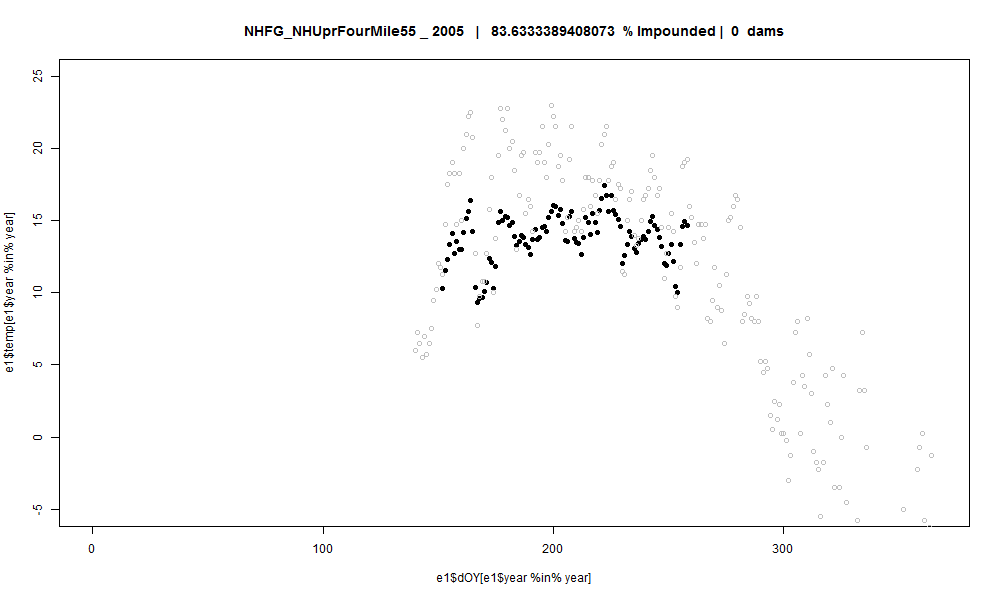 NHFG_NHUprFourMile55 _ 2005 | 83.6333389408073 % Impounded | 0 dams
25
20
15
10
5
0
-5
e1$temp[e1$year %in% year]
0 100 200 300
e1$dOY[e1$year %in% year]